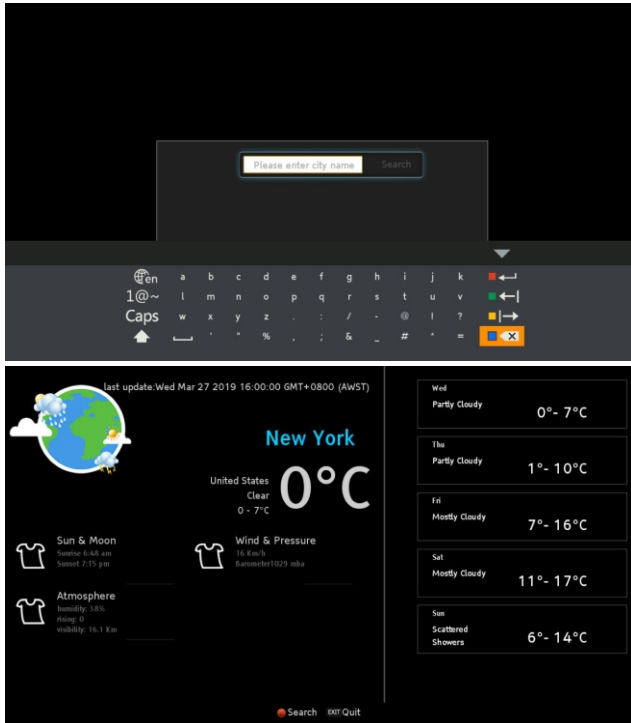 Please enter city name Search
en a b c d e f g h i j k
1@~ l m n o p q r s t u v
Caps w x y z . : / - @ ! ?
' " % , ; & _ # * =
last update:Wed Mar 27 2019 16:00:00 GMT+0800 (AWST)
New York
United States
Clear
0 - 7°C
0°C
Sun & Moon
Sunrise 6:48 am
Sunset 7:15 pm
Wind & Pressure
16 Km/h
Barometer1029 mba
Atmosphere
humidity: 58%
rising: 0
visibility: 16.1 Km
Wed
Partly Cloudy
0°- 7°C
Thu
Partly Cloudy
1°- 10°C
Fri
Mostly Cloudy
7°- 16°C
Sat
Mostly Cloudy
11°- 17°C
Sun
Scattered
Showers
6°- 14°C
Search EXIT Quit